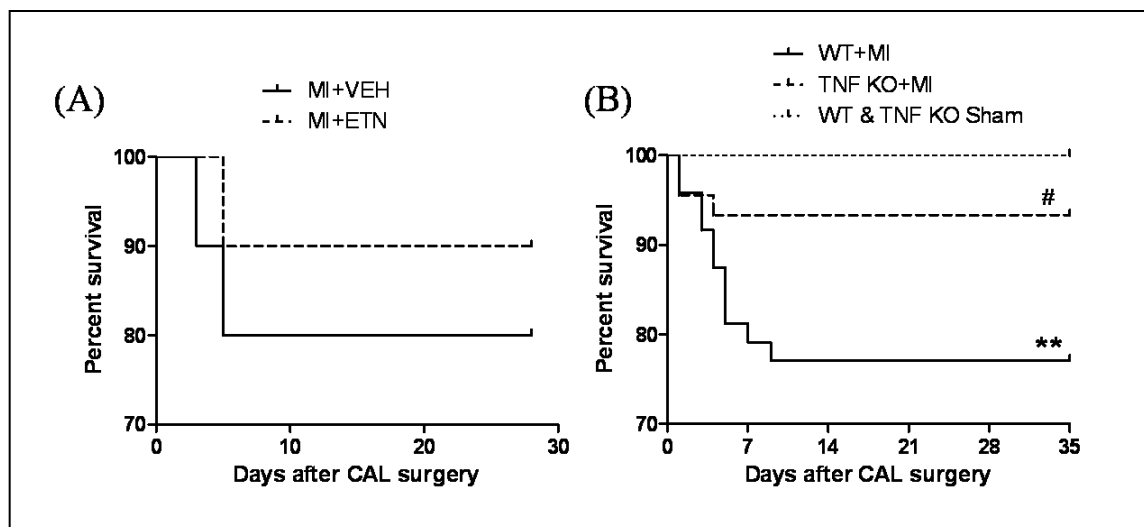 (A)
MI+VEH
MI+ETN
100
90
80
70
Percent survival
0
10
20
30
Days after CAL surgery
(B)
WT+MI
TNF KO+MI
WT & TNF KO Sham
100
90
80
70
Percent survival
#
**
0
7
14
21
28
35
Days after CAL surgery